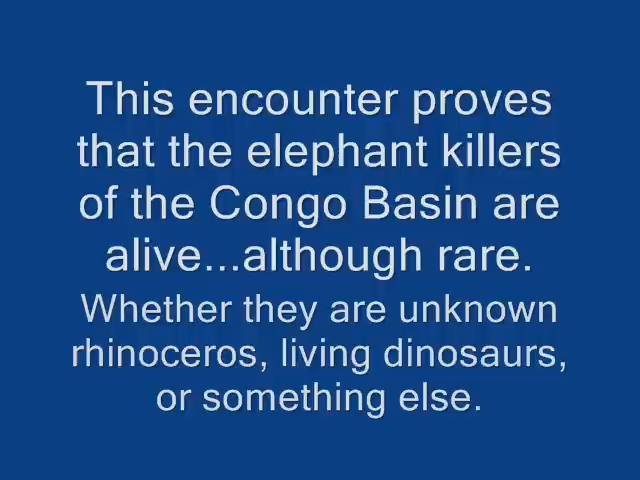 This encounter proves
that the elephant killers
of the Congo Basin are
alive...although rare.
Whether they are unknown
rhinoceros, living dinosaurs,
or something else.